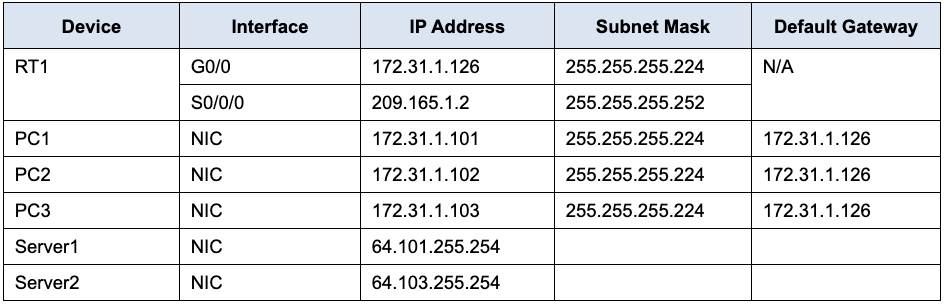 Device Interface IP Address Subnet Mask Default Gateway
RT1 G0/0 172.31.1.126 255.255.255.224 N/A
S0/0/0 209.165.1.2 255.255.255.252
PC1 NIC 172.31.1.101 255.255.255.224 172.31.1.126
PC2 NIC 172.31.1.102 255.255.255.224 172.31.1.126
PC3 NIC 172.31.1.103 255.255.255.224 172.31.1.126
Server1 NIC 64.101.255.254
Server2 NIC 64.103.255.254